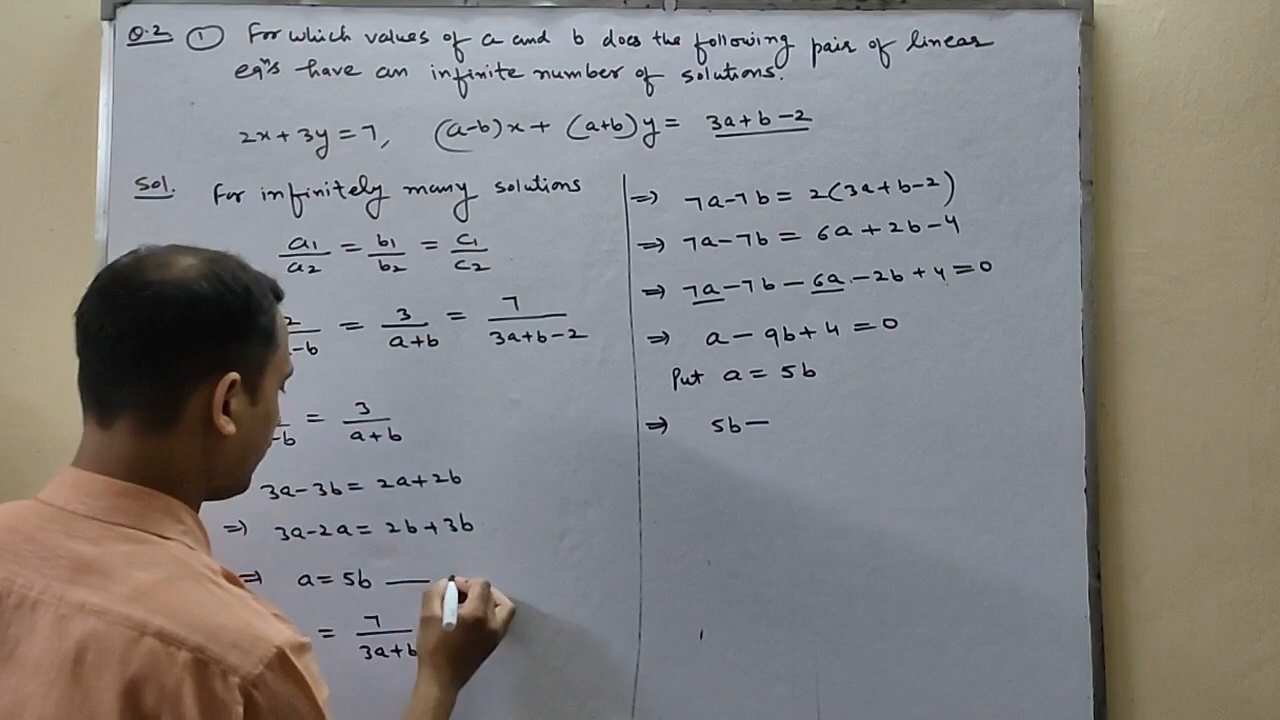 Q.2 ① For which values of a and b does the following pair of linear
eqⁿs have an infinite number of solutions.
2x + 3y = 7, (a-b)x + (a+b)y = 3a+b-2
Sol. For infinitely many solutions
a₁/a₂ = b₁/b₂ = c₁/c₂
2/-b = 3/a+b = 7/3a+b-2
-b = 3/a+b
3a-3b = 2a+2b
⇒ 3a-2a = 2b+3b
⇒ a = 5b —
= 7/3a+b
⇒ 7a-7b = 2(3a+b-2)
⇒ 7a-7b = 6a+2b-4
⇒ 7a-7b-6a-2b+4=0
⇒ a-9b+4=0
Put a = 5b
⇒ 5b-